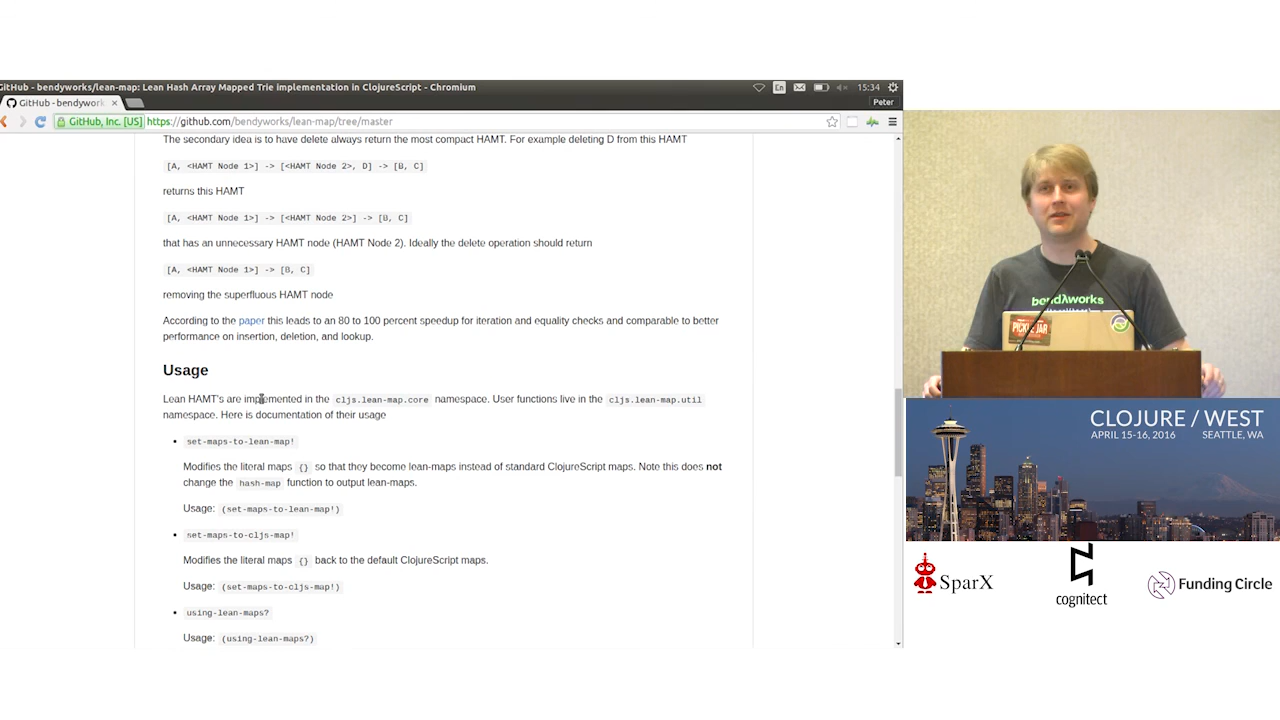 GitHub - bendyworks/lean-map: Lean Hash Array Mapped Trie implementation in ClojureScript - Chromium
En
15:34
GitHub - bendywork
Peter
GitHub, Inc. [US] https://github.com/bendyworks/lean-map/tree/master
The secondary idea is to have delete always return the most compact HAMT. For example deleting D from this HAMT
[A, <HAMT Node 1>] -> [<HAMT Node 2>, D] -> [B, C]
returns this HAMT
[A, <HAMT Node 1>] -> [<HAMT Node 2>] -> [B, C]
that has an unnecessary HAMT node (HAMT Node 2). Ideally the delete operation should return
[A, <HAMT Node 1>] -> [B, C]
removing the superfluous HAMT node
According to the paper this leads to an 80 to 100 percent speedup for iteration and equality checks and comparable to better
performance on insertion, deletion, and lookup.
Usage
Lean HAMT's are implemented in the cljs.lean-map.core namespace. User functions live in the cljs.lean-map.util
namespace. Here is documentation of their usage
• set-maps-to-lean-map!
Modifies the literal maps {} so that they become lean-maps instead of standard ClojureScript maps. Note this does not
change the hash-map function to output lean-maps.
Usage: (set-maps-to-lean-map!)
• set-maps-to-cljs-map!
Modifies the literal maps {} back to the default ClojureScript maps.
Usage: (set-maps-to-cljs-map!)
• using-lean-maps?
Usage: (using-lean-maps?)
bendλworks
PICKLE JAR
CLOJURE / WEST
APRIL 15-16, 2016 SEATTLE, WA
SparX
cognitect
Funding Circle